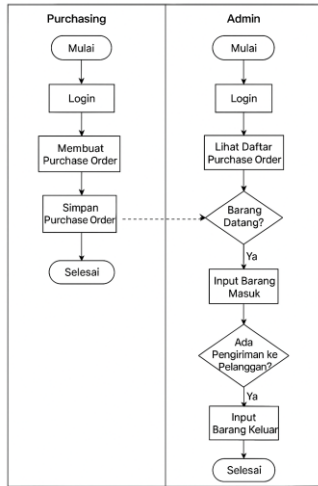 Purchasing
Mulai
Login
Membuat
Purchase Order
Simpan
Purchase Order
Selesai
Admin
Mulai
Login
Lihat Daftar
Purchase Order
Barang
Datang?
Ya
Input Barang
Masuk
Ada
Pengiriman ke
Pelanggan?
Ya
Input
Barang Keluar
Selesai